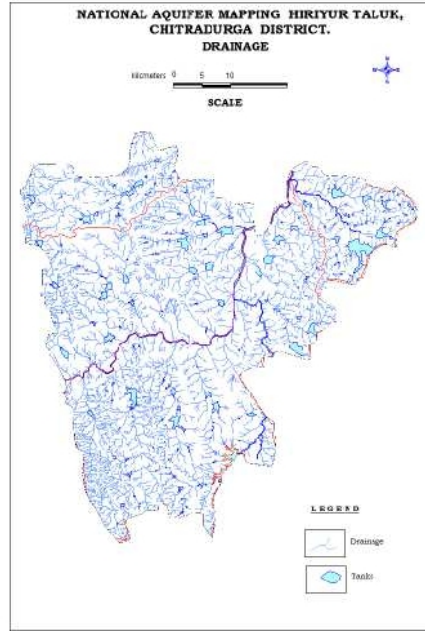 NATIONAL AQUIFER MAPPING HIRIYUR TALUK,
CHITRADURGA DISTRICT.
DRAINAGE
kilometers 0 5 10
SCALE
N
W E
S
LEGEND
Drainage
Tanks